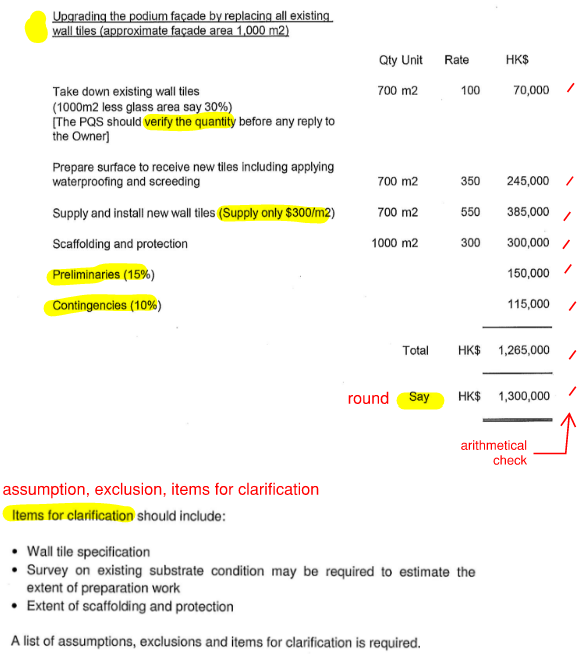 Upgrading the podium façade by replacing all existing
wall tiles (approximate façade area 1,000 m2)
Qty Unit Rate HK$
Take down existing wall tiles 700 m2 100 70,000
(1000m2 less glass area say 30%)
[The PQS should verify the quantity before any reply to
the Owner]
Prepare surface to receive new tiles including applying
waterproofing and screeding 700 m2 350 245,000
Supply and install new wall tiles (Supply only $300/m2) 700 m2 550 385,000
Scaffolding and protection 1000 m2 300 300,000
Preliminaries (15%) 150,000
Contingencies (10%) 115,000
Total HK$ 1,265,000
round Say HK$ 1,300,000
arithmetical
check
assumption, exclusion, items for clarification
Items for clarification should include:
• Wall tile specification
• Survey on existing substrate condition may be required to estimate the
extent of preparation work
• Extent of scaffolding and protection
A list of assumptions, exclusions and items for clarification is required.